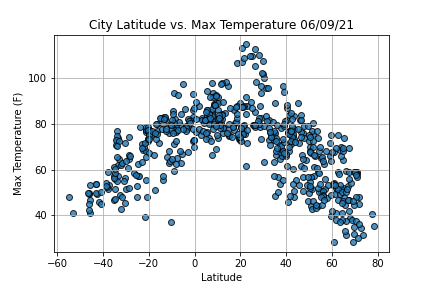 City Latitude vs. Max Temperature 06/09/21
100
80
60
40
Max Temperature (F)
−60 −40 −20 0 20 40 60 80
Latitude